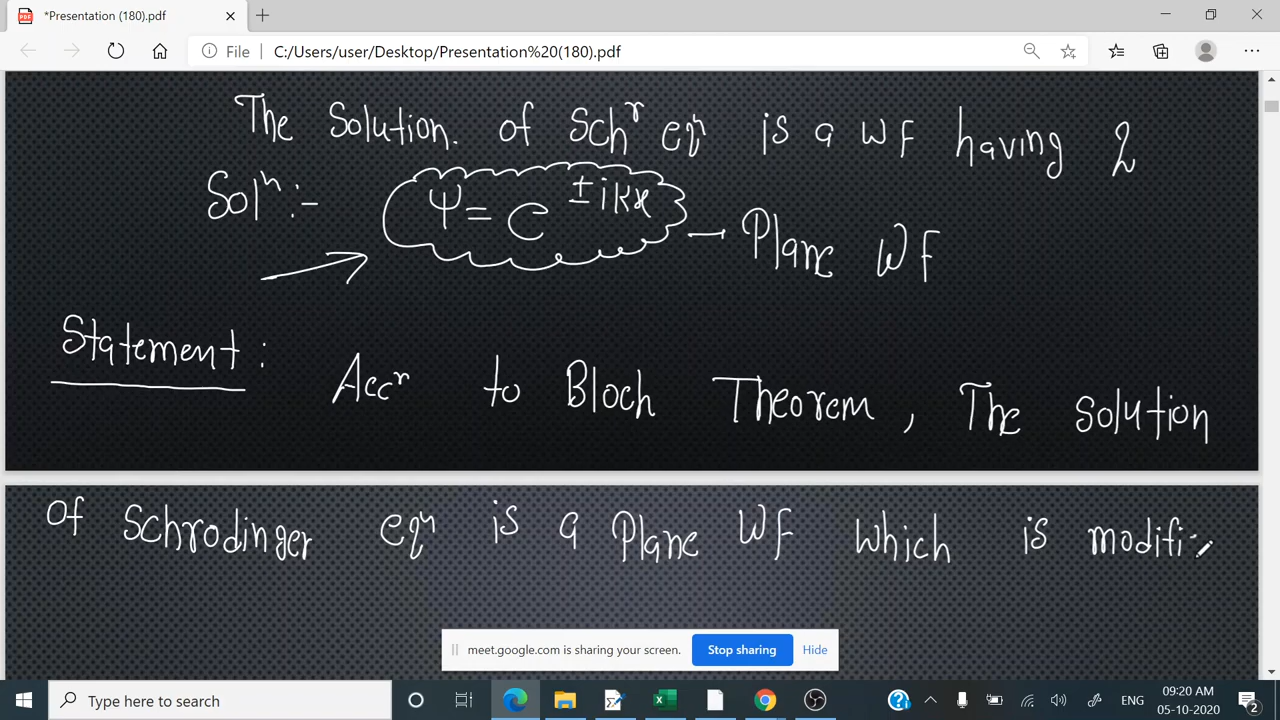 *Presentation (180).pdf
File C:/Users/user/Desktop/Presentation%20(180).pdf
The Solution. of Schʳ eqⁿ is a WF having 2
Solⁿ :- Ψ = e ± ikx → Plane WF
Statement : Accʳ to Bloch Theorem , The Solution
Of Schrodinger eqⁿ is a Plane WF which is modifi
meet.google.com is sharing your screen. Stop sharing Hide
Type here to search
ENG
09:20 AM
05-10-2020
2